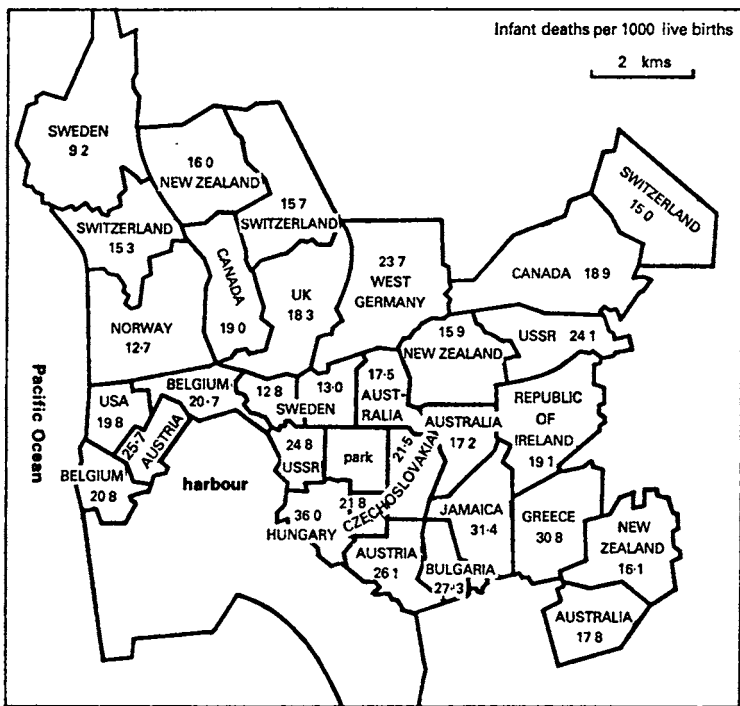 Infant deaths per 1000 live births
2 kms
SWEDEN
9 2
16 0
NEW ZEALAND
15 7
SWITZERLAND
SWITZERLAND
15 0
SWITZERLAND
15 3
CANADA
19 0
23 7
WEST
GERMANY
CANADA 18 9
UK
18 3
NORWAY
12·7
15 9
NEW ZEALAND
USSR 24 1
Pacific Ocean
USA
19 8
BELGIUM
20·7
12 8
13·0
SWEDEN
17·5
AUST-
RALIA
REPUBLIC
OF
IRELAND
19 1
25·7
AUSTRIA
AUSTRALIA
17 2
24 8
USSR
park
21·5
21 8
CZECHOSLOVAKIA
BELGIUM
20 8
harbour
36 0
HUNGARY
JAMAICA
31·4
GREECE
30 8
NEW
ZEALAND
16·1
AUSTRIA
26 1
BULGARIA
27·3
AUSTRALIA
17 8